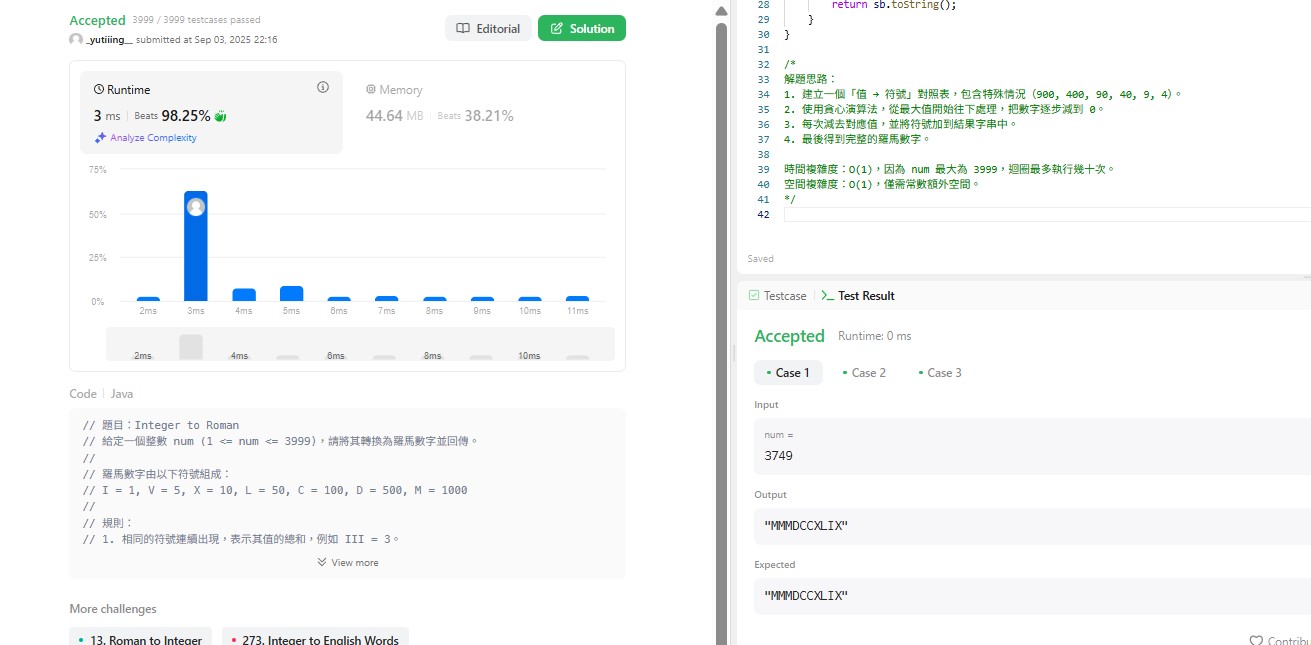 Accepted 3999 / 3999 testcases passed
_yutiiing__ submitted at Sep 03, 2025 22:16
Editorial
Solution
Runtime
3 ms | Beats 98.25%
Analyze Complexity
Memory
44.64 MB | Beats 38.21%
75%
50%
25%
0%
2ms 3ms 4ms 5ms 6ms 7ms 8ms 9ms 10ms 11ms
2ms 4ms 6ms 8ms 10ms
Code | Java
// 題目：Integer to Roman
// 給定一個整數 num (1 <= num <= 3999)，請將其轉換為羅馬數字並回傳。
//
// 羅馬數字由以下符號組成：
// I = 1, V = 5, X = 10, L = 50, C = 100, D = 500, M = 1000
//
// 規則：
// 1. 相同的符號連續出現，表示其值的總和，例如 III = 3。
View more
More challenges
13. Roman to Integer
273. Integer to English Words
28 return sb.toString();
29 }
30 }
31
32 /*
33 解題思路：
34 1. 建立一個「值 → 符號」對照表，包含特殊情況（900, 400, 90, 40, 9, 4）。
35 2. 使用貪心演算法，從最大值開始往下處理，把數字逐步減到 0。
36 3. 每次減去對應值，並將符號加到結果字串中。
37 4. 最後得到完整的羅馬數字。
38
39 時間複雜度：O(1)，因為 num 最大為 3999，迴圈最多執行幾十次。
40 空間複雜度：O(1)，僅需常數額外空間。
41 */
42
Saved
Testcase | Test Result
Accepted Runtime: 0 ms
Case 1 Case 2 Case 3
Input
num =
3749
Output
"MMMDCCXLIX"
Expected
"MMMDCCXLIX"